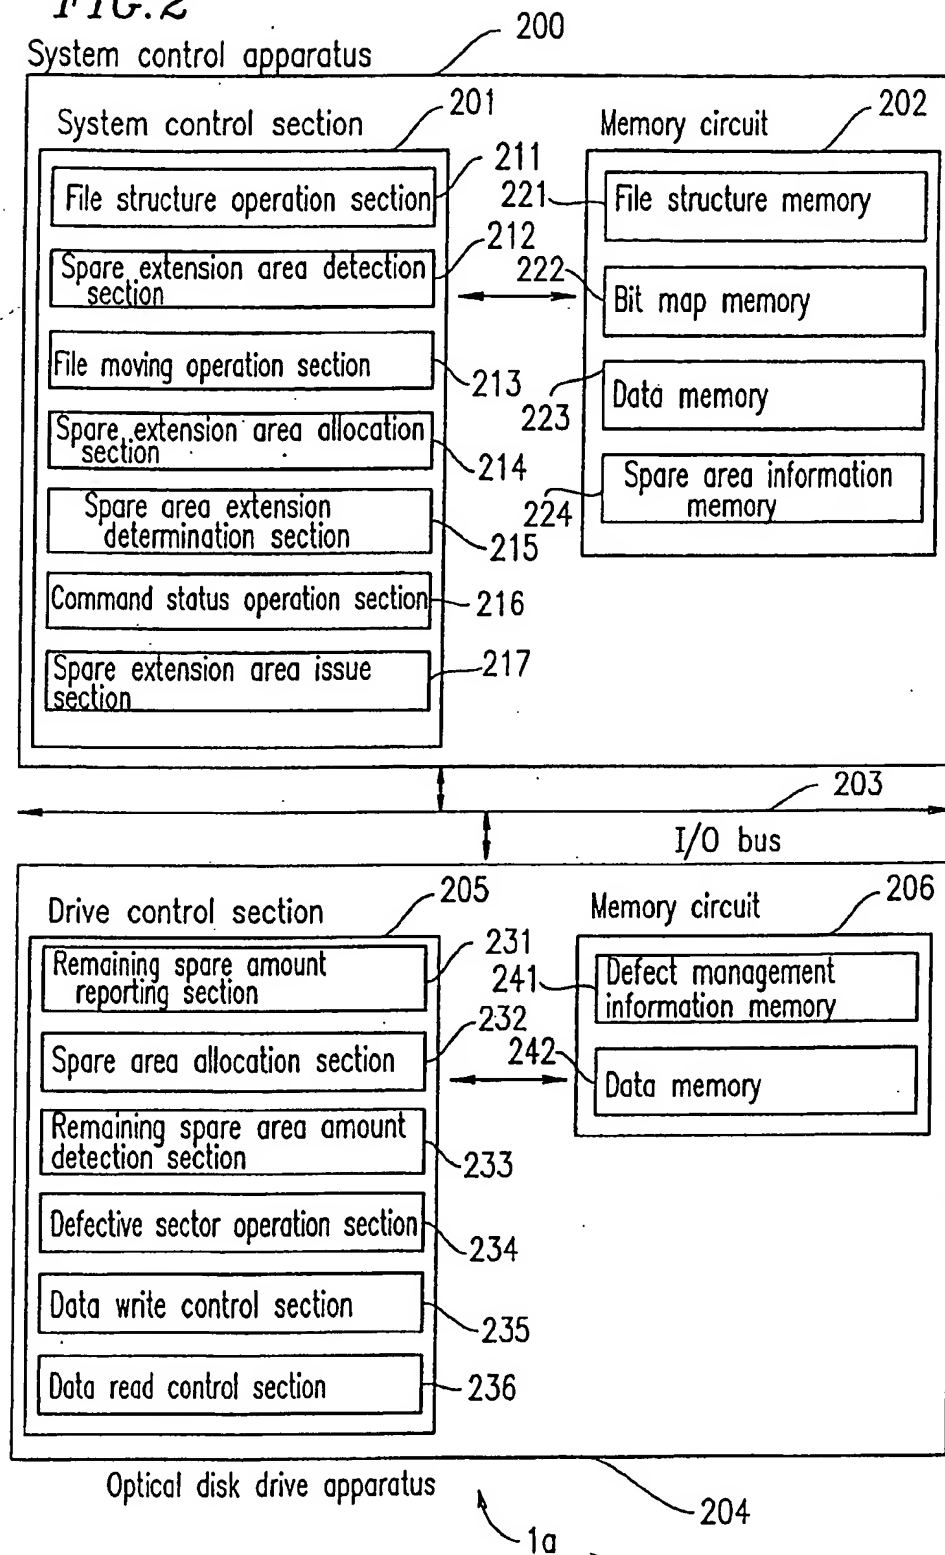 FIG.2
200
System control apparatus
System control section
201
Memory circuit
202
File structure operation section
211
221
File structure memory
Spare extension area detection
section
212
222
Bit map memory
File moving operation section
213
223
Data memory
Spare extension area allocation
section
214
224
Spare area information
memory
Spare area extension
determination section
215
Command status operation section
216
Spare extension area issue
section
217
203
I/O bus
Drive control section
205
Memory circuit
206
Remaining spare amount
reporting section
231
241
Defect management
information memory
Spare area allocation section
232
242
Data memory
Remaining spare area amount
detection section
233
Defective sector operation section
234
Data write control section
235
Data read control section
236
Optical disk drive apparatus
204
1a